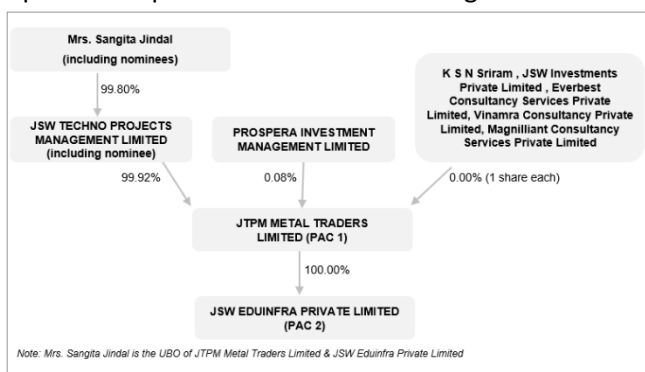 Mrs. Sangita Jindal
(including nominees)
99.80%
JSW TECHNO PROJECTS
MANAGEMENT LIMITED
(including nominee)
PROSPERA INVESTMENT
MANAGEMENT LIMITED
K S N Sriram , JSW Investments
Private Limited , Everbest
Consultancy Services Private
Limited, Vinamra Consultancy Private
Limited, Magnilliant Consultancy
Services Private Limited
99.92%
0.08%
0.00% (1 share each)
JTPM METAL TRADERS
LIMITED (PAC 1)
100.00%
JSW EDUINFRA PRIVATE LIMITED
(PAC 2)
Note: Mrs. Sangita Jindal is the UBO of JTPM Metal Traders Limited & JSW Eduinfra Private Limited